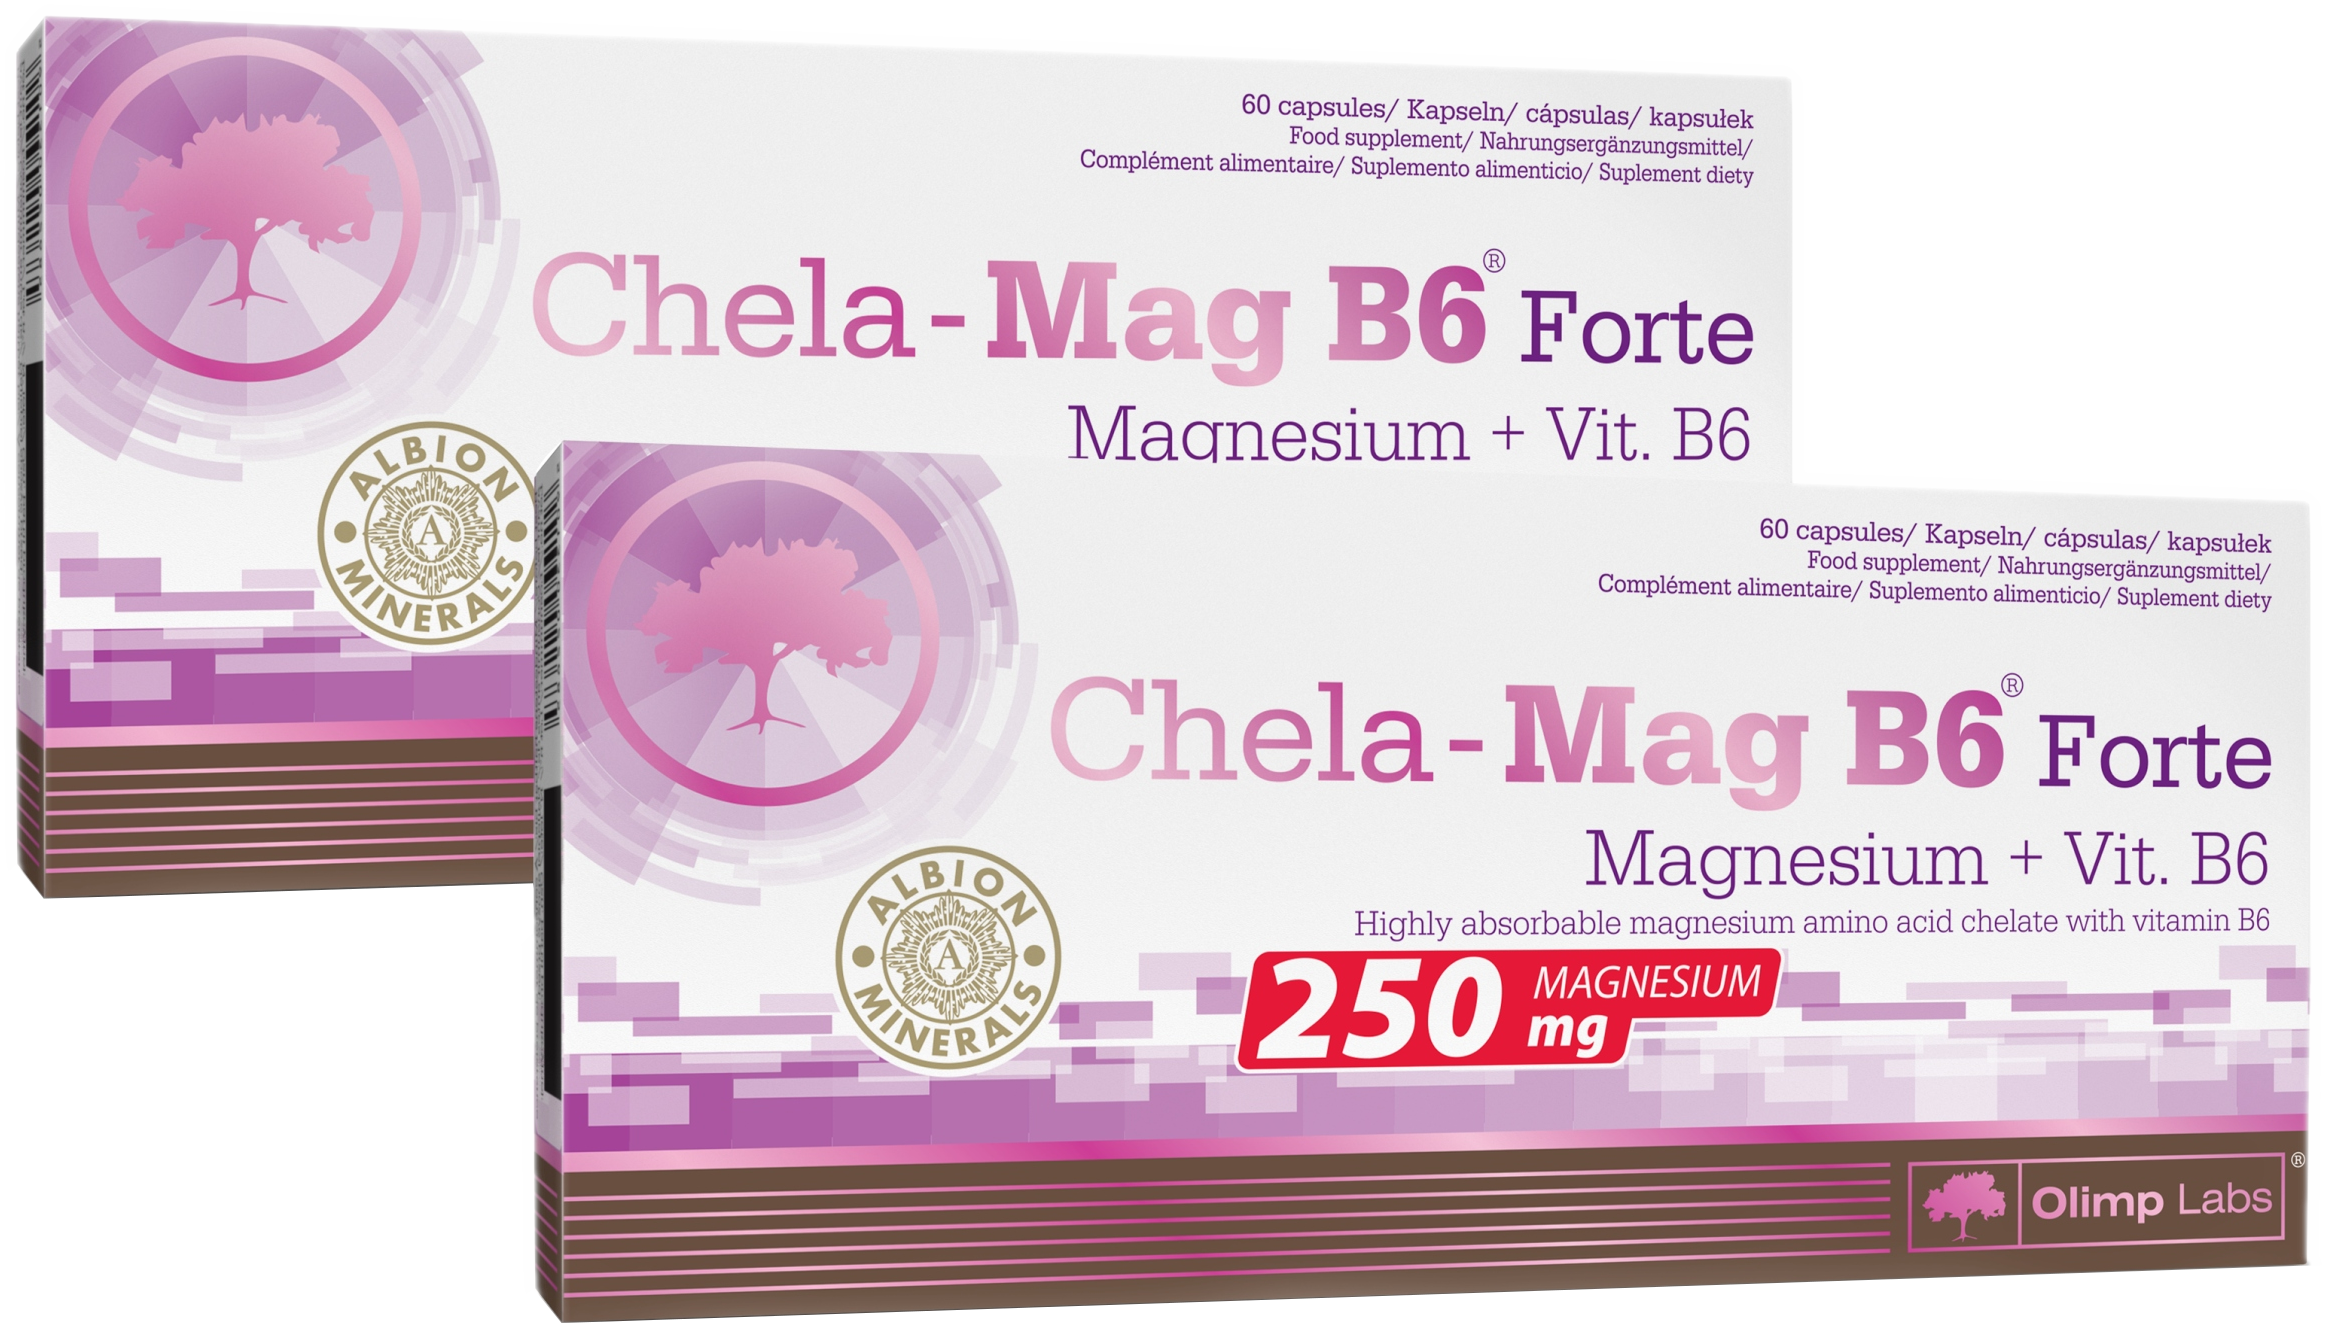 60 capsules/ Kapseln/ cápsulas/ kapsułek
Food supplement/ Nahrungsergänzungsmittel/
Complément alimentaire/ Suplemento alimenticio/ Suplement diety
Chela-Mag B6® Forte
Magnesium + Vit. B6
ALBION
A
MINERALS
60 capsules/ Kapseln/ cápsulas/ kapsułek
Food supplement/ Nahrungsergänzungsmittel/
Complément alimentaire/ Suplemento alimenticio/ Suplement diety
Chela-Mag B6® Forte
Magnesium + Vit. B6
Highly absorbable magnesium amino acid chelate with vitamin B6
ALBION
A
MINERALS
250 mg MAGNESIUM
Olimp Labs®